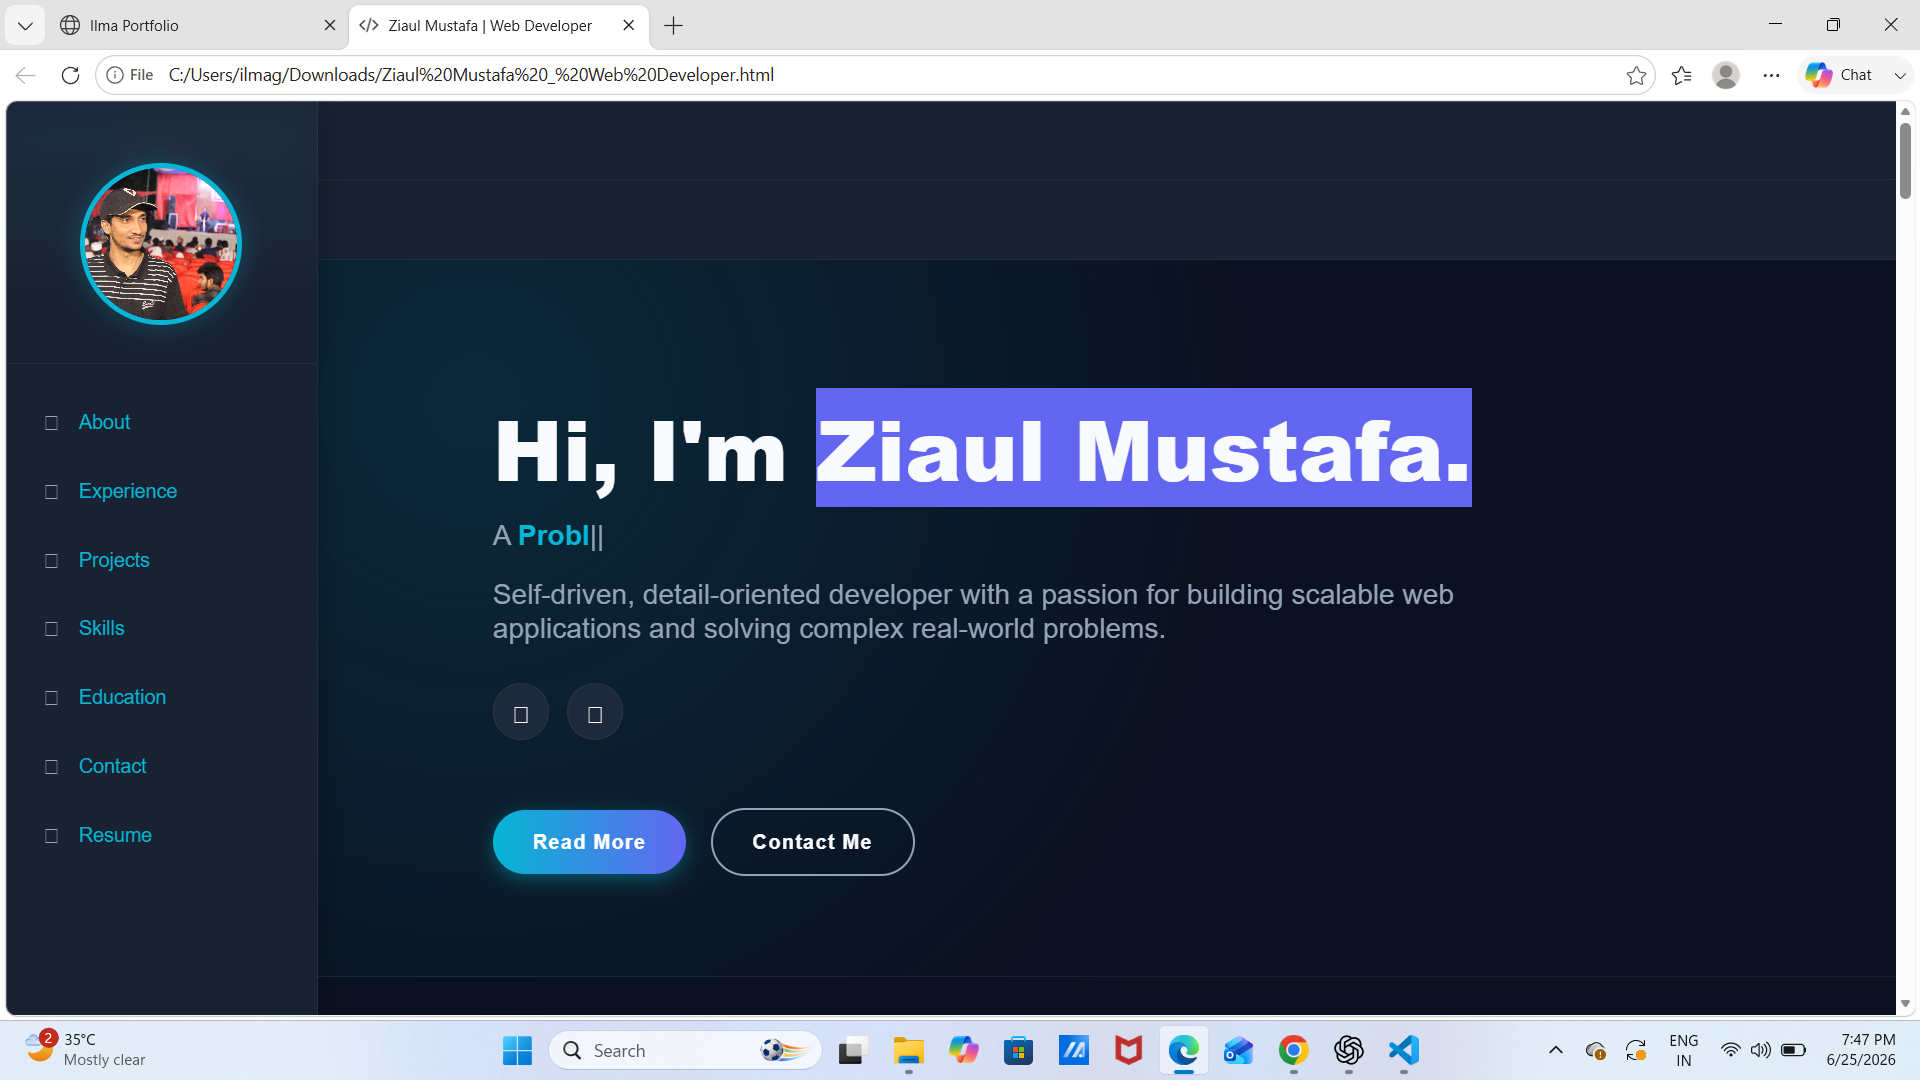 Ilma Portfolio
Ziaul Mustafa | Web Developer
File
C:/Users/ilmag/Downloads/Ziaul%20Mustafa%20_%20Web%20Developer.html
Chat
About
Experience
Projects
Skills
Education
Contact
Resume
Hi, I'm Ziaul Mustafa.
A Probl||
Self-driven, detail-oriented developer with a passion for building scalable web
applications and solving complex real-world problems.
Read More
Contact Me
2
35°C
Mostly clear
Search
ENG
IN
7:47 PM
6/25/2026